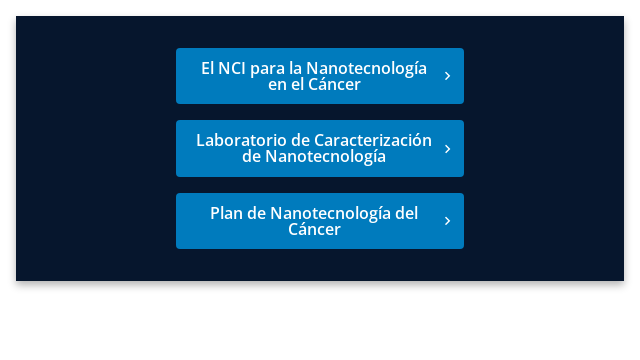 El NCI para la Nanotecnología
en el Cáncer
Laboratorio de Caracterización
de Nanotecnología
Plan de Nanotecnología del
Cáncer